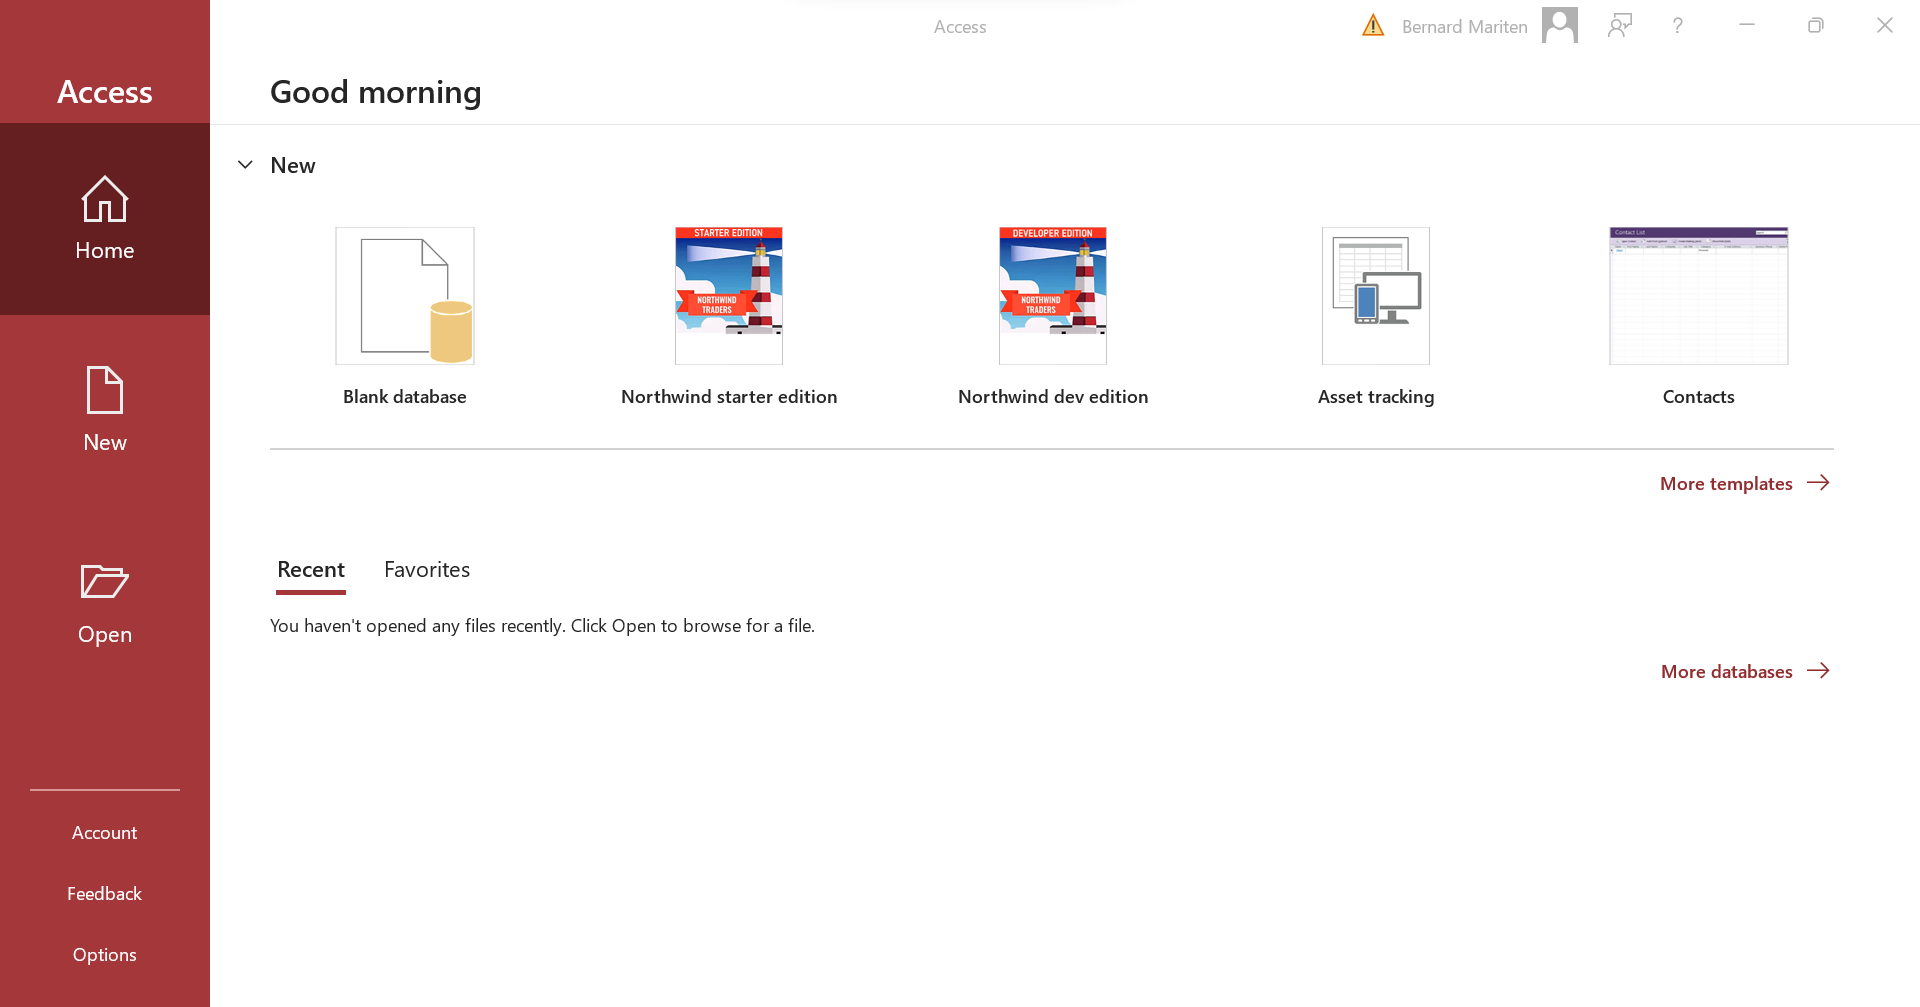 Access
Bernard Mariten
?
Access
Good morning
Home
New
STARTER EDITION
NORTHWIND
TRADERS
DEVELOPER EDITION
NORTHWIND
TRADERS
Contact List
Blank database
Northwind starter edition
Northwind dev edition
Asset tracking
Contacts
New
More templates
Open
Recent
Favorites
You haven't opened any files recently. Click Open to browse for a file.
More databases
Account
Feedback
Options